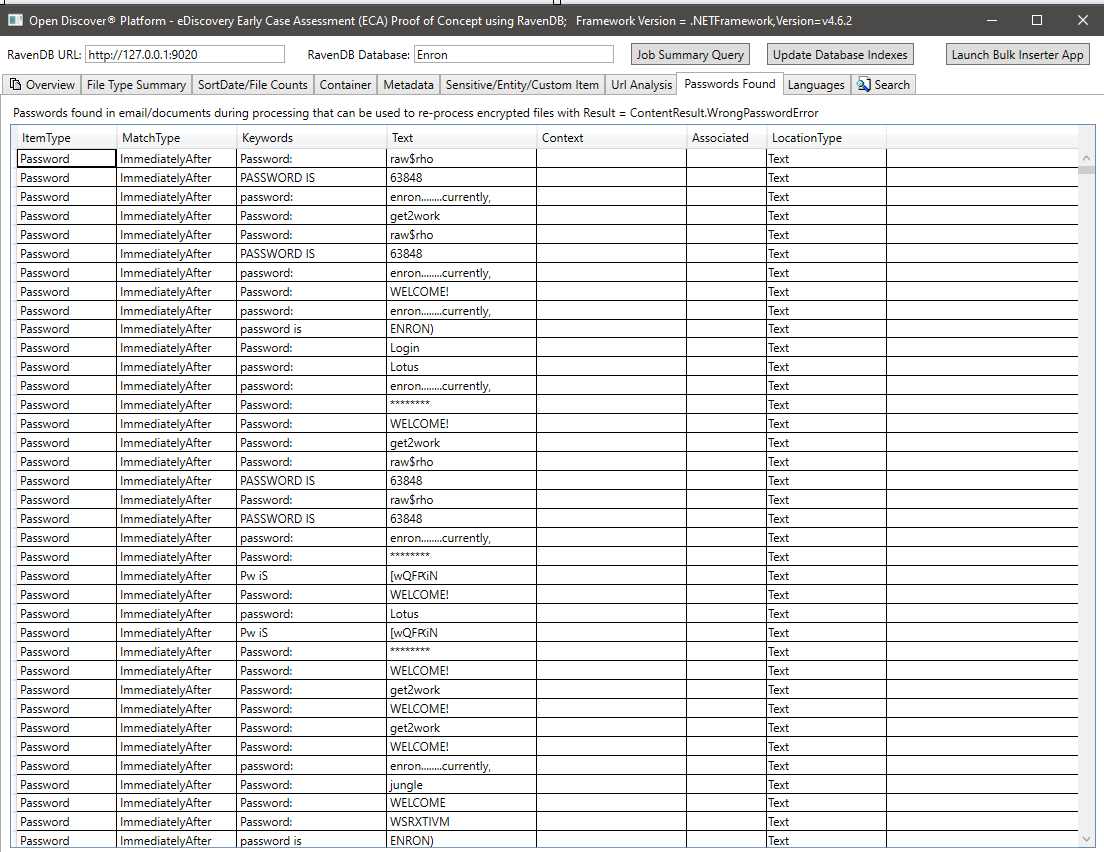 Open Discover® Platform - eDiscovery Early Case Assessment (ECA) Proof of Concept using RavenDB;   Framework Version = .NETFramework,Version=v4.6.2
RavenDB URL: http://127.0.0.1:9020 RavenDB Database: Enron Job Summary Query Update Database Indexes Launch Bulk Inserter App
Overview File Type Summary SortDate/File Counts Container Metadata Sensitive/Entity/Custom Item Url Analysis Passwords Found Languages Search
Passwords found in email/documents during processing that can be used to re-process encrypted files with Result = ContentResult.WrongPasswordError
ItemType MatchType Keywords Text Context Associated LocationType
Password ImmediatelyAfter Password: raw$rho Text
Password ImmediatelyAfter PASSWORD IS 63848 Text
Password ImmediatelyAfter password: enron........currently, Text
Password ImmediatelyAfter Password: get2work Text
Password ImmediatelyAfter Password: raw$rho Text
Password ImmediatelyAfter PASSWORD IS 63848 Text
Password ImmediatelyAfter password: enron........currently, Text
Password ImmediatelyAfter Password: WELCOME! Text
Password ImmediatelyAfter password: enron........currently, Text
Password ImmediatelyAfter password is ENRON) Text
Password ImmediatelyAfter Password: Login Text
Password ImmediatelyAfter password: Lotus Text
Password ImmediatelyAfter password: enron........currently, Text
Password ImmediatelyAfter Password: ******** Text
Password ImmediatelyAfter Password: WELCOME! Text
Password ImmediatelyAfter Password: get2work Text
Password ImmediatelyAfter Password: raw$rho Text
Password ImmediatelyAfter PASSWORD IS 63848 Text
Password ImmediatelyAfter Password: raw$rho Text
Password ImmediatelyAfter PASSWORD IS 63848 Text
Password ImmediatelyAfter password: enron........currently, Text
Password ImmediatelyAfter Password: ******** Text
Password ImmediatelyAfter Pw iS Text
Password ImmediatelyAfter Password: WELCOME! Text
Password ImmediatelyAfter password: Lotus Text
Password ImmediatelyAfter Pw iS Text
Password ImmediatelyAfter Password: ******** Text
Password ImmediatelyAfter Password: WELCOME! Text
Password ImmediatelyAfter Password: get2work Text
Password ImmediatelyAfter Password: WELCOME! Text
Password ImmediatelyAfter Password: get2work Text
Password ImmediatelyAfter Password: WELCOME! Text
Password ImmediatelyAfter password: enron........currently, Text
Password ImmediatelyAfter Password: jungle Text
Password ImmediatelyAfter Password: WELCOME Text
Password ImmediatelyAfter Password: WSRXTIVM Text
Password ImmediatelyAfter password is ENRON) Text